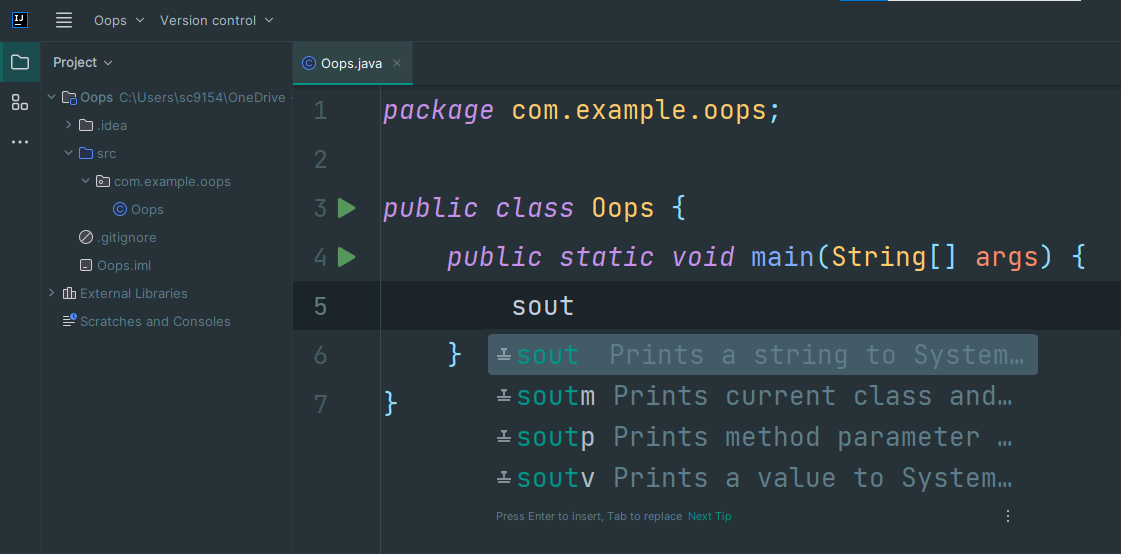 IJ
Oops
Version control
Project
Oops C:\Users\sc9154\OneDrive
.idea
src
com.example.oops
Oops
.gitignore
Oops.iml
External Libraries
Scratches and Consoles
C Oops.java ×
1 package com.example.oops;
2
3 public class Oops {
4 public static void main(String[] args) {
5 sout
6 }
7 }
sout Prints a string to System…
soutm Prints current class and…
soutp Prints method parameter …
soutv Prints a value to System…
Press Enter to insert, Tab to replace Next Tip